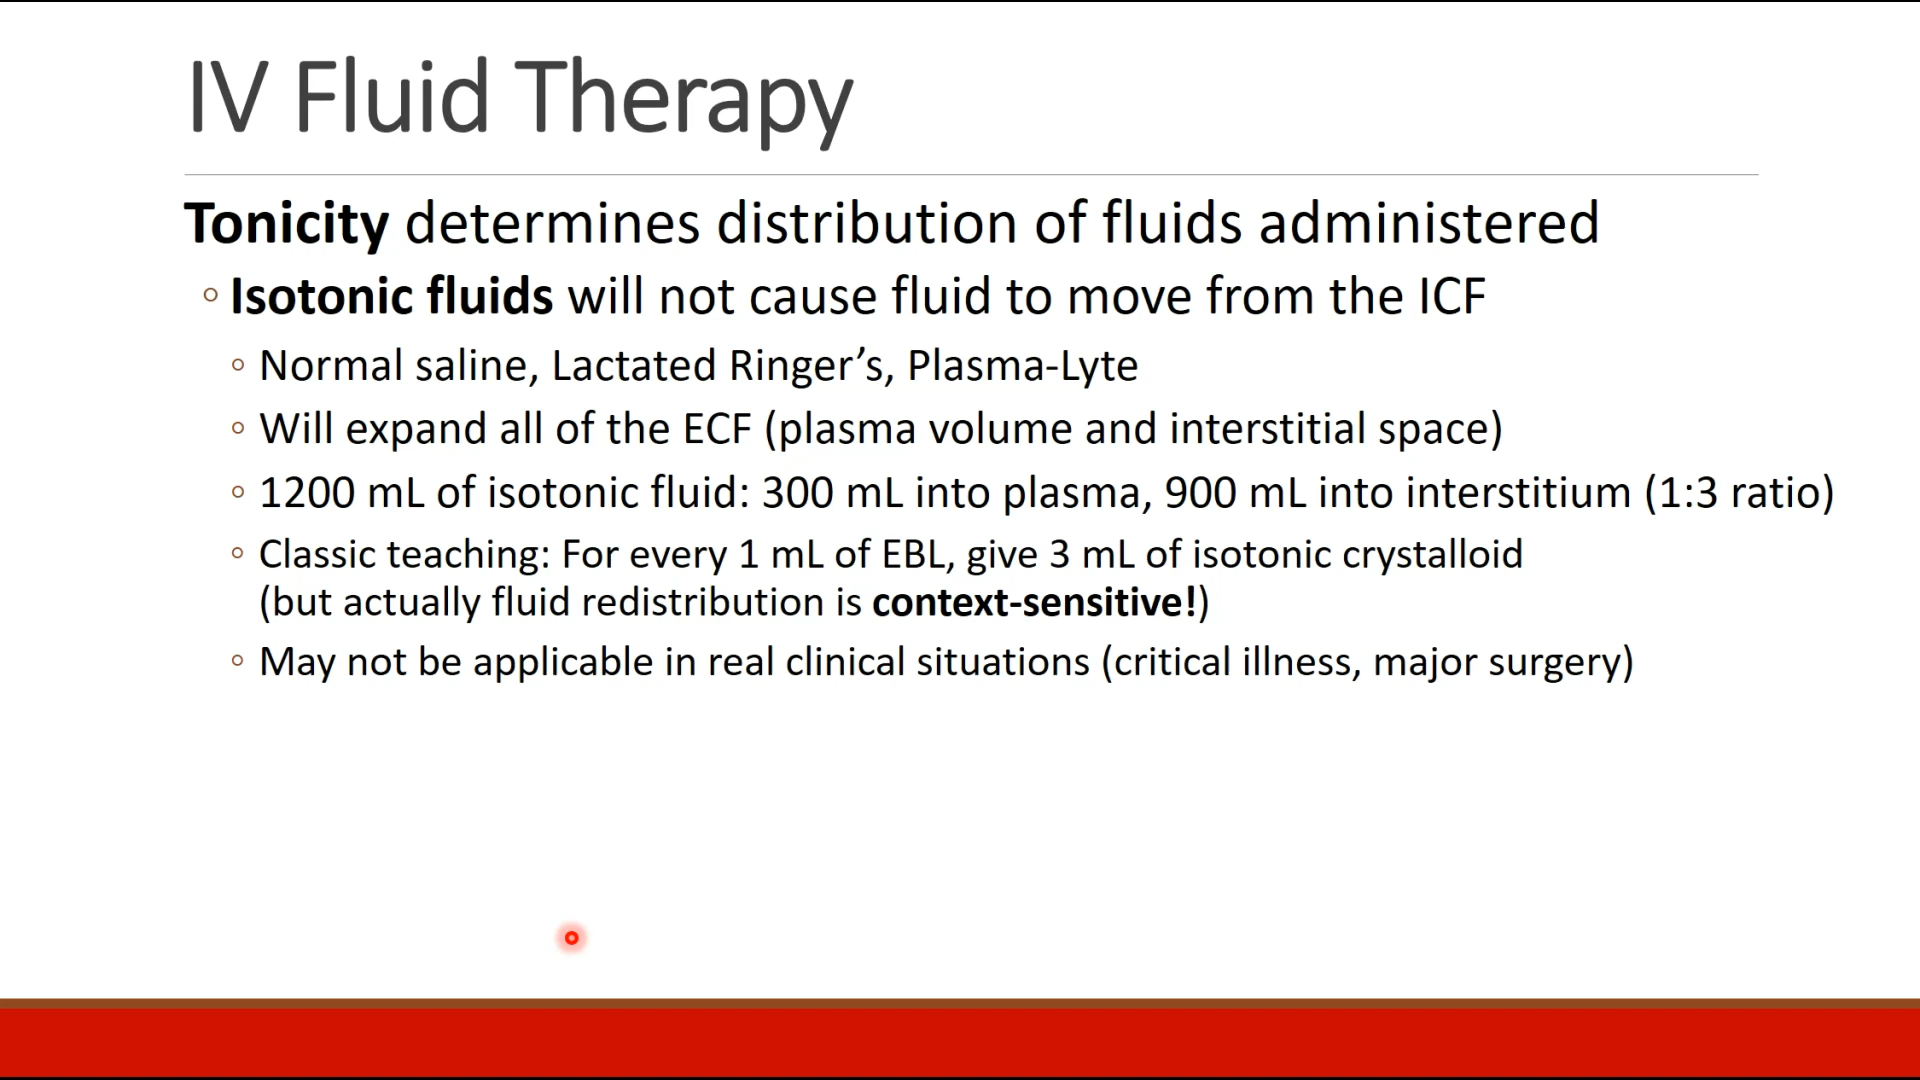 IV Fluid Therapy
Tonicity determines distribution of fluids administered
◦ Isotonic fluids will not cause fluid to move from the ICF
◦ Normal saline, Lactated Ringer’s, Plasma-Lyte
◦ Will expand all of the ECF (plasma volume and interstitial space)
◦ 1200 mL of isotonic fluid: 300 mL into plasma, 900 mL into interstitium (1:3 ratio)
◦ Classic teaching: For every 1 mL of EBL, give 3 mL of isotonic crystalloid
(but actually fluid redistribution is context-sensitive!)
◦ May not be applicable in real clinical situations (critical illness, major surgery)